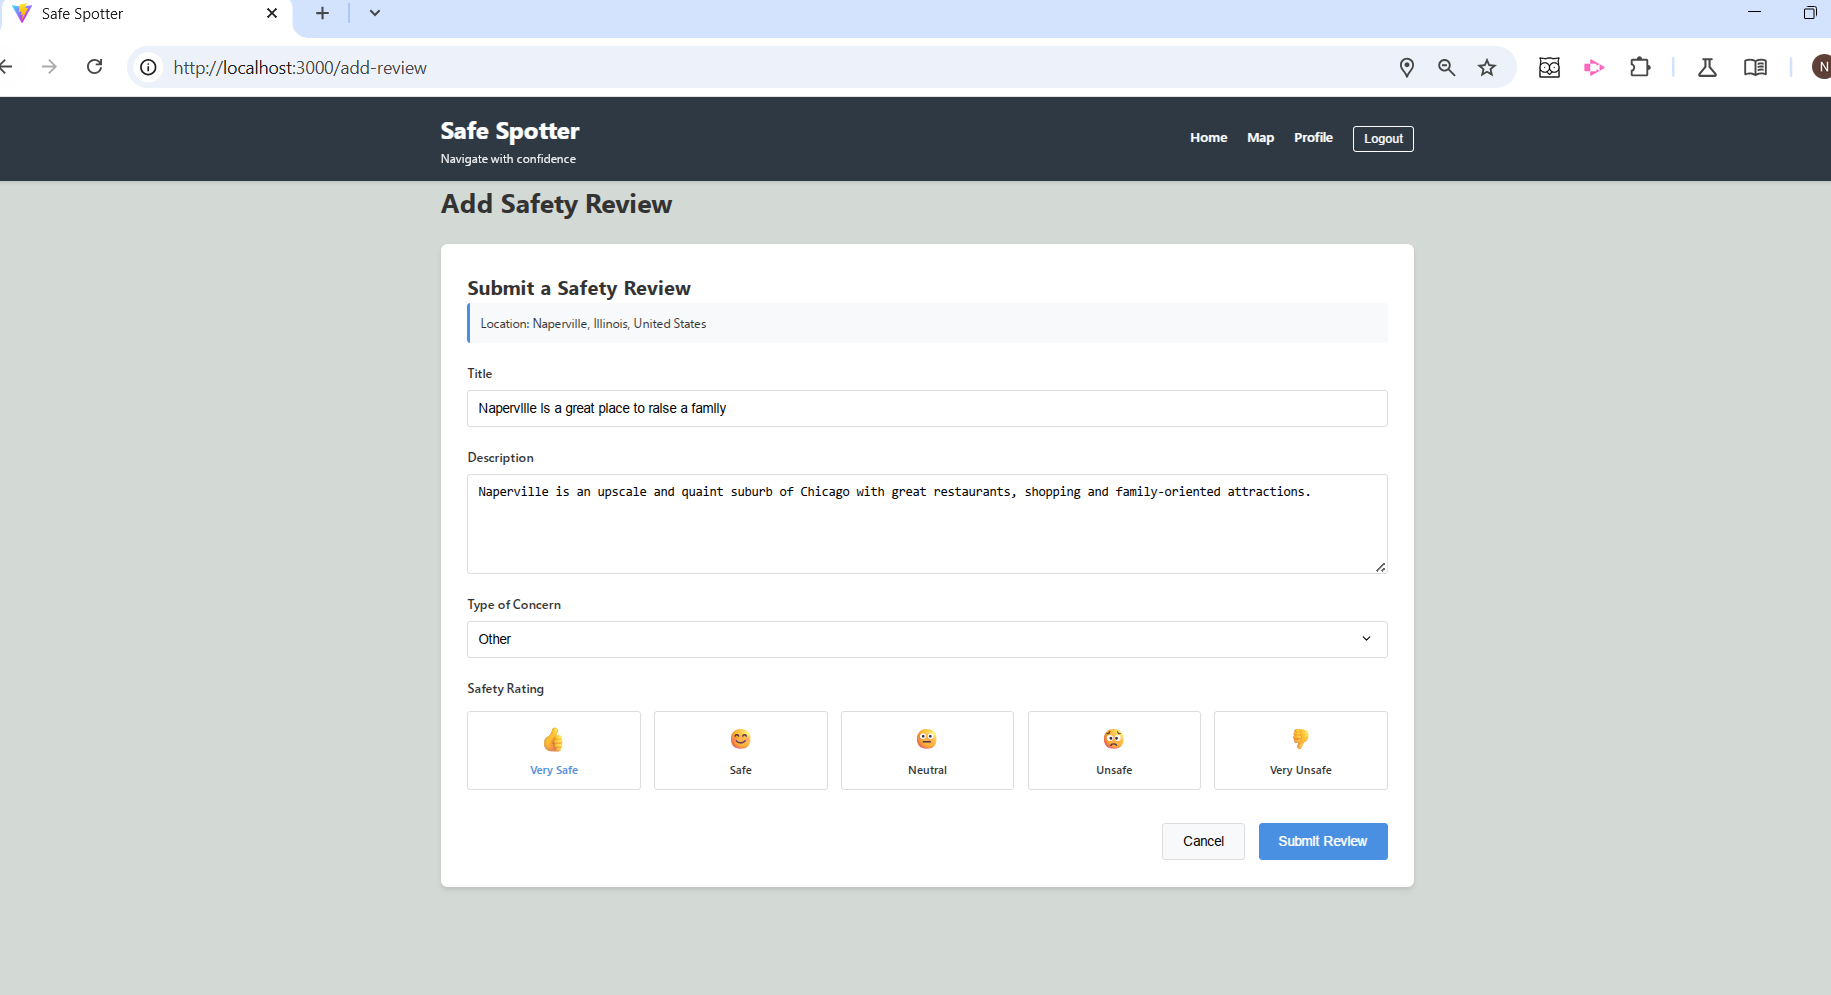 Safe Spotter
http://localhost:3000/add-review
N
Safe Spotter
Navigate with confidence
Home Map Profile Logout
Add Safety Review
Submit a Safety Review
Location: Naperville, Illinois, United States
Title
Naperville is a great place to raise a family
Description
Naperville is an upscale and quaint suburb of Chicago with great restaurants, shopping and family-oriented attractions.
Type of Concern
Other
Safety Rating
Very Safe Safe Neutral Unsafe Very Unsafe
Cancel Submit Review